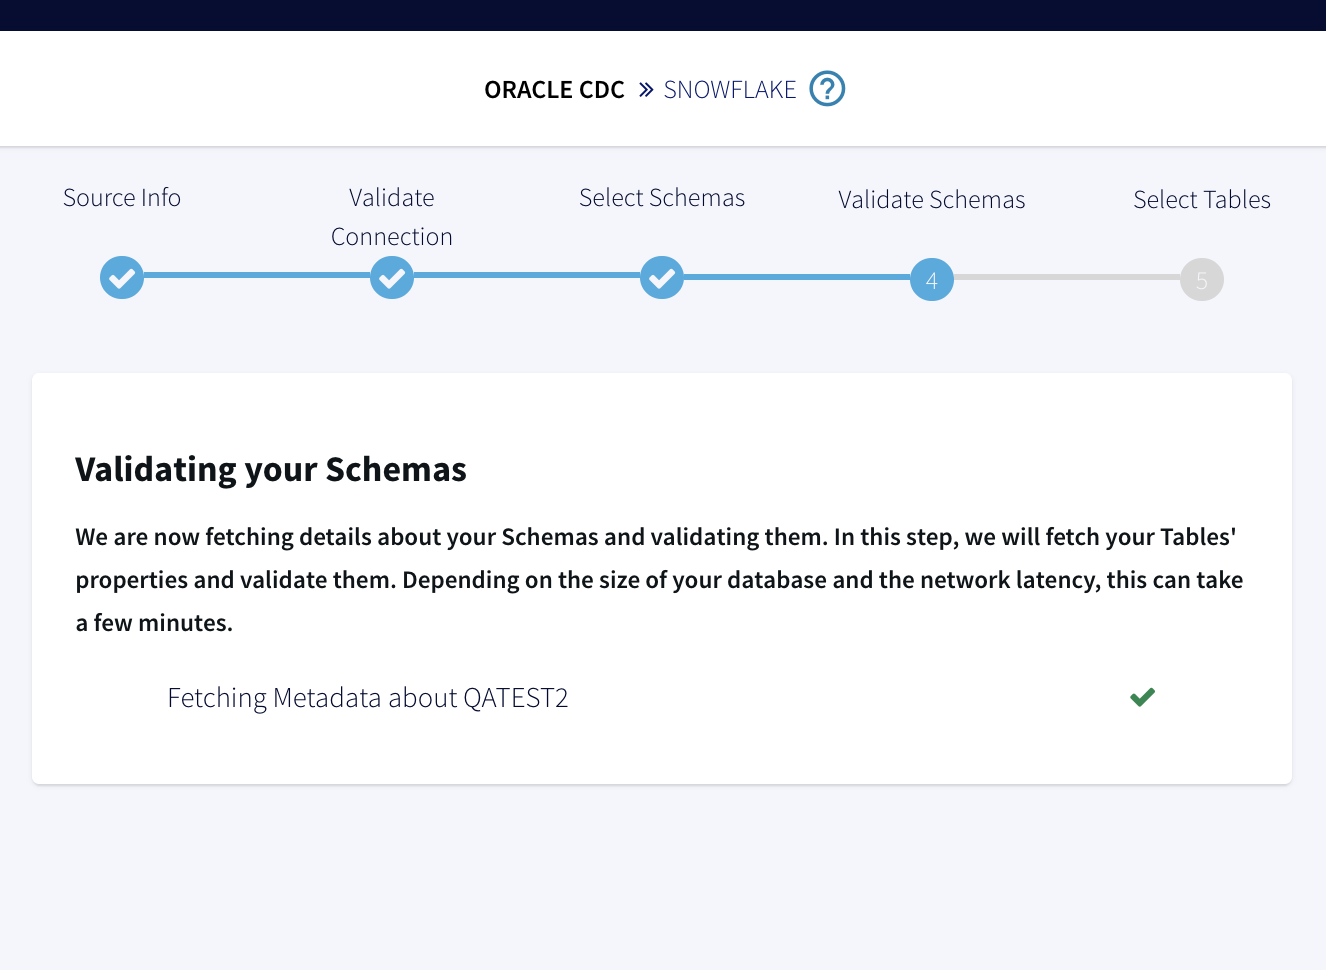 ORACLE CDC » SNOWFLAKE ?
Source Info
Validate
Connection
Select Schemas
Validate Schemas
Select Tables
4
5
Validating your Schemas
We are now fetching details about your Schemas and validating them. In this step, we will fetch your Tables'
properties and validate them. Depending on the size of your database and the network latency, this can take
a few minutes.
Fetching Metadata about QATEST2